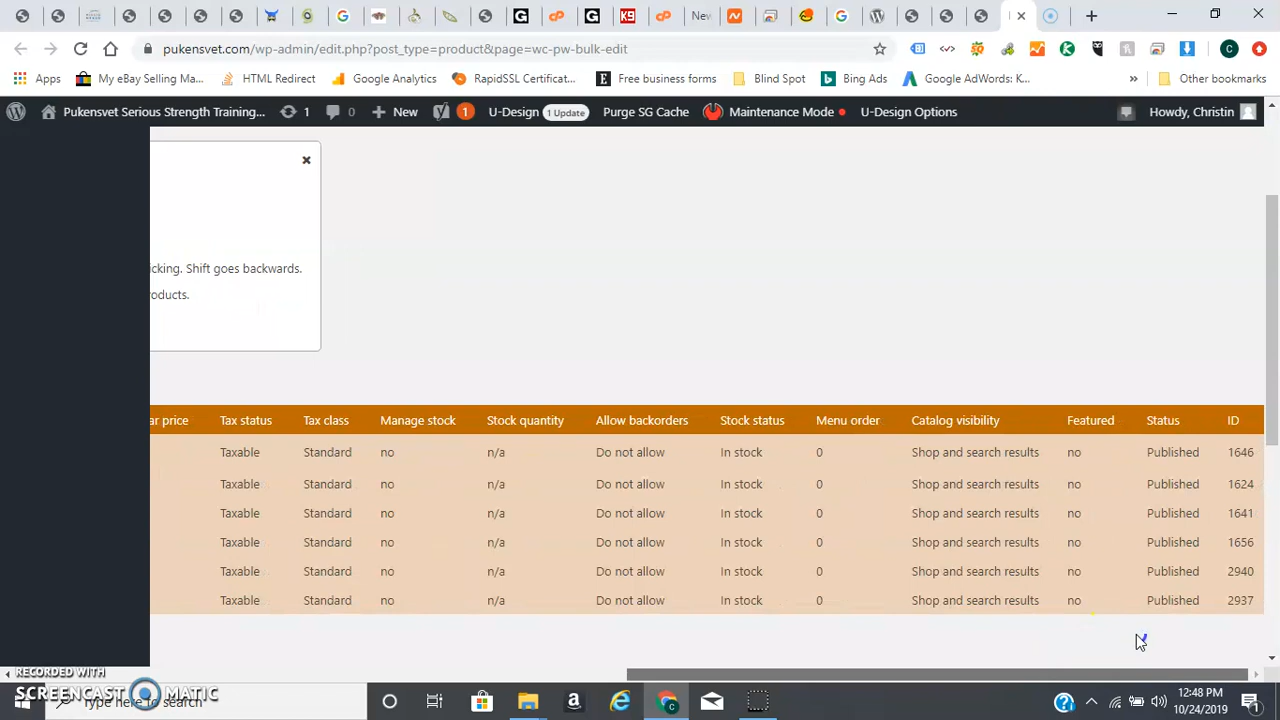 New
pukensvet.com/wp-admin/edit.php?post_type=product&page=wc-pw-bulk-edit
Apps My eBay Selling Ma... HTML Redirect Google Analytics RapidSSL Certificat... Free business forms Blind Spot Bing Ads Google AdWords: K... » Other bookmarks
Pukensvet Serious Strength Training... 1 0 New 1 U-Design 1 Update Purge SG Cache Maintenance Mode U-Design Options Howdy, Christin
icking. Shift goes backwards.
oducts.
ar price Tax status Tax class Manage stock Stock quantity Allow backorders Stock status Menu order Catalog visibility Featured Status ID
Taxable Standard no n/a Do not allow In stock 0 Shop and search results no Published 1646
Taxable Standard no n/a Do not allow In stock 0 Shop and search results no Published 1624
Taxable Standard no n/a Do not allow In stock 0 Shop and search results no Published 1641
Taxable Standard no n/a Do not allow In stock 0 Shop and search results no Published 1656
Taxable Standard no n/a Do not allow In stock 0 Shop and search results no Published 2940
Taxable Standard no n/a Do not allow In stock 0 Shop and search results no Published 2937
RECORDED WITH
SCREENCAST MATIC
Type here to search
12:48 PM
10/24/2019